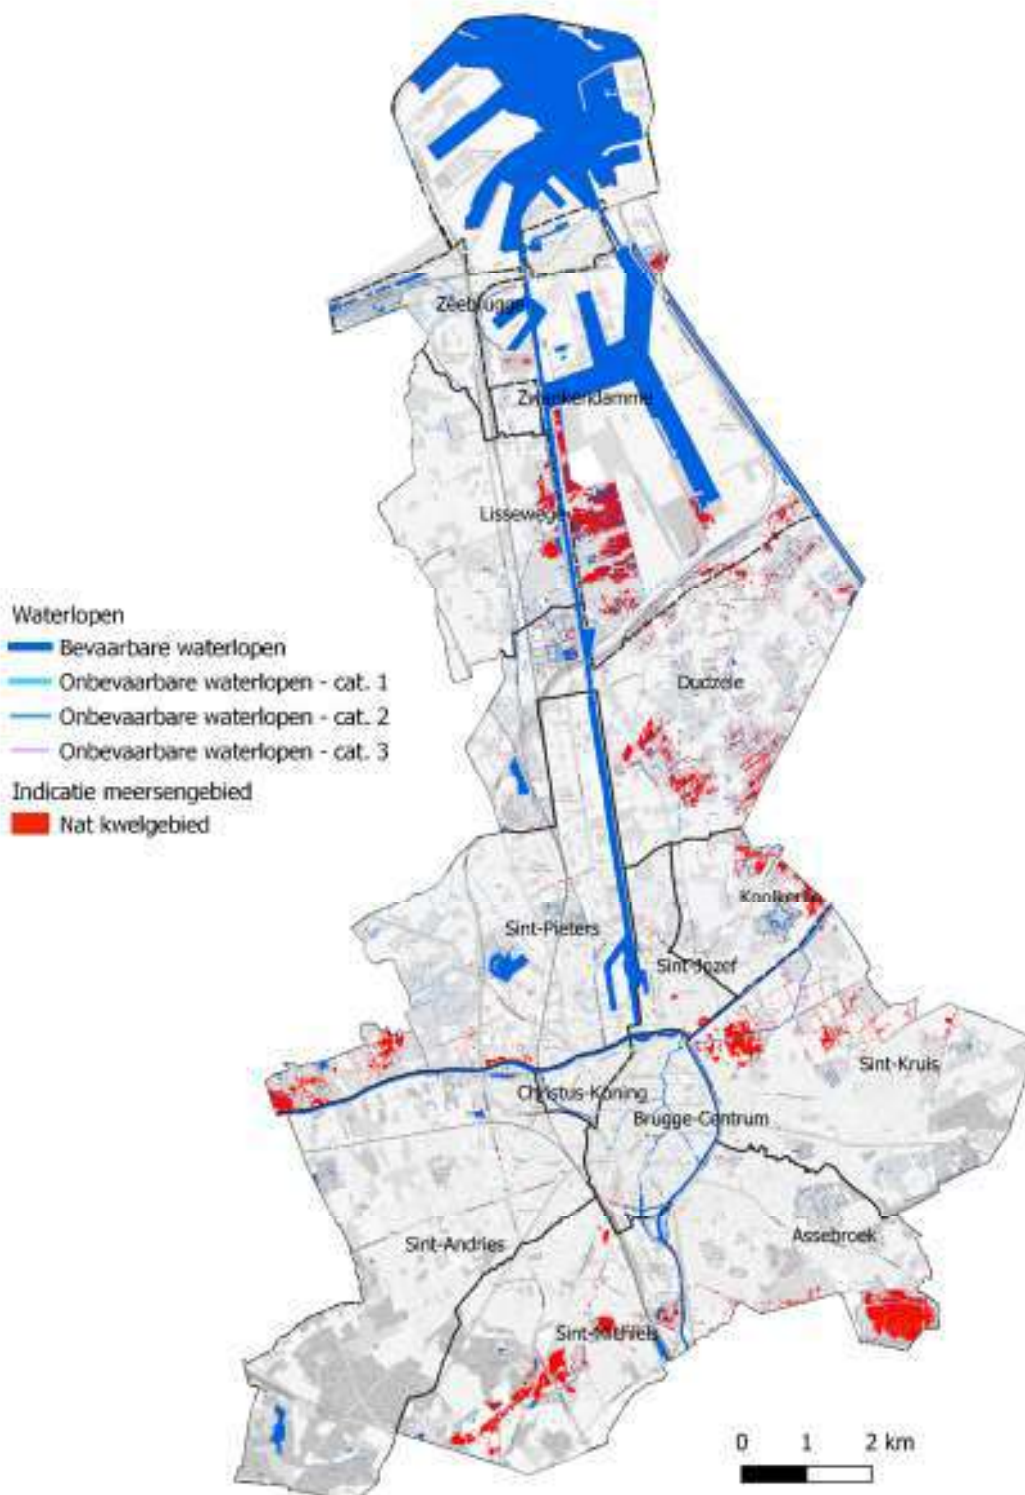 Zeebrugge
Zwankendamme
Lissewege
Waterlopen
Bevaarbare waterlopen
Onbevaarbare waterlopen - cat. 1
Dudzele
Onbevaarbare waterlopen - cat. 2
Onbevaarbare waterlopen - cat. 3
Indicatie meersengebied
Nat kwelgebied
Koolkerke
Sint-Pieters
Sint-Jozef
Sint-Kruis
Christus-Koning
Brugge-Centrum
Sint-Andries
Assebroek
Sint-Michiels
0 1 2 km